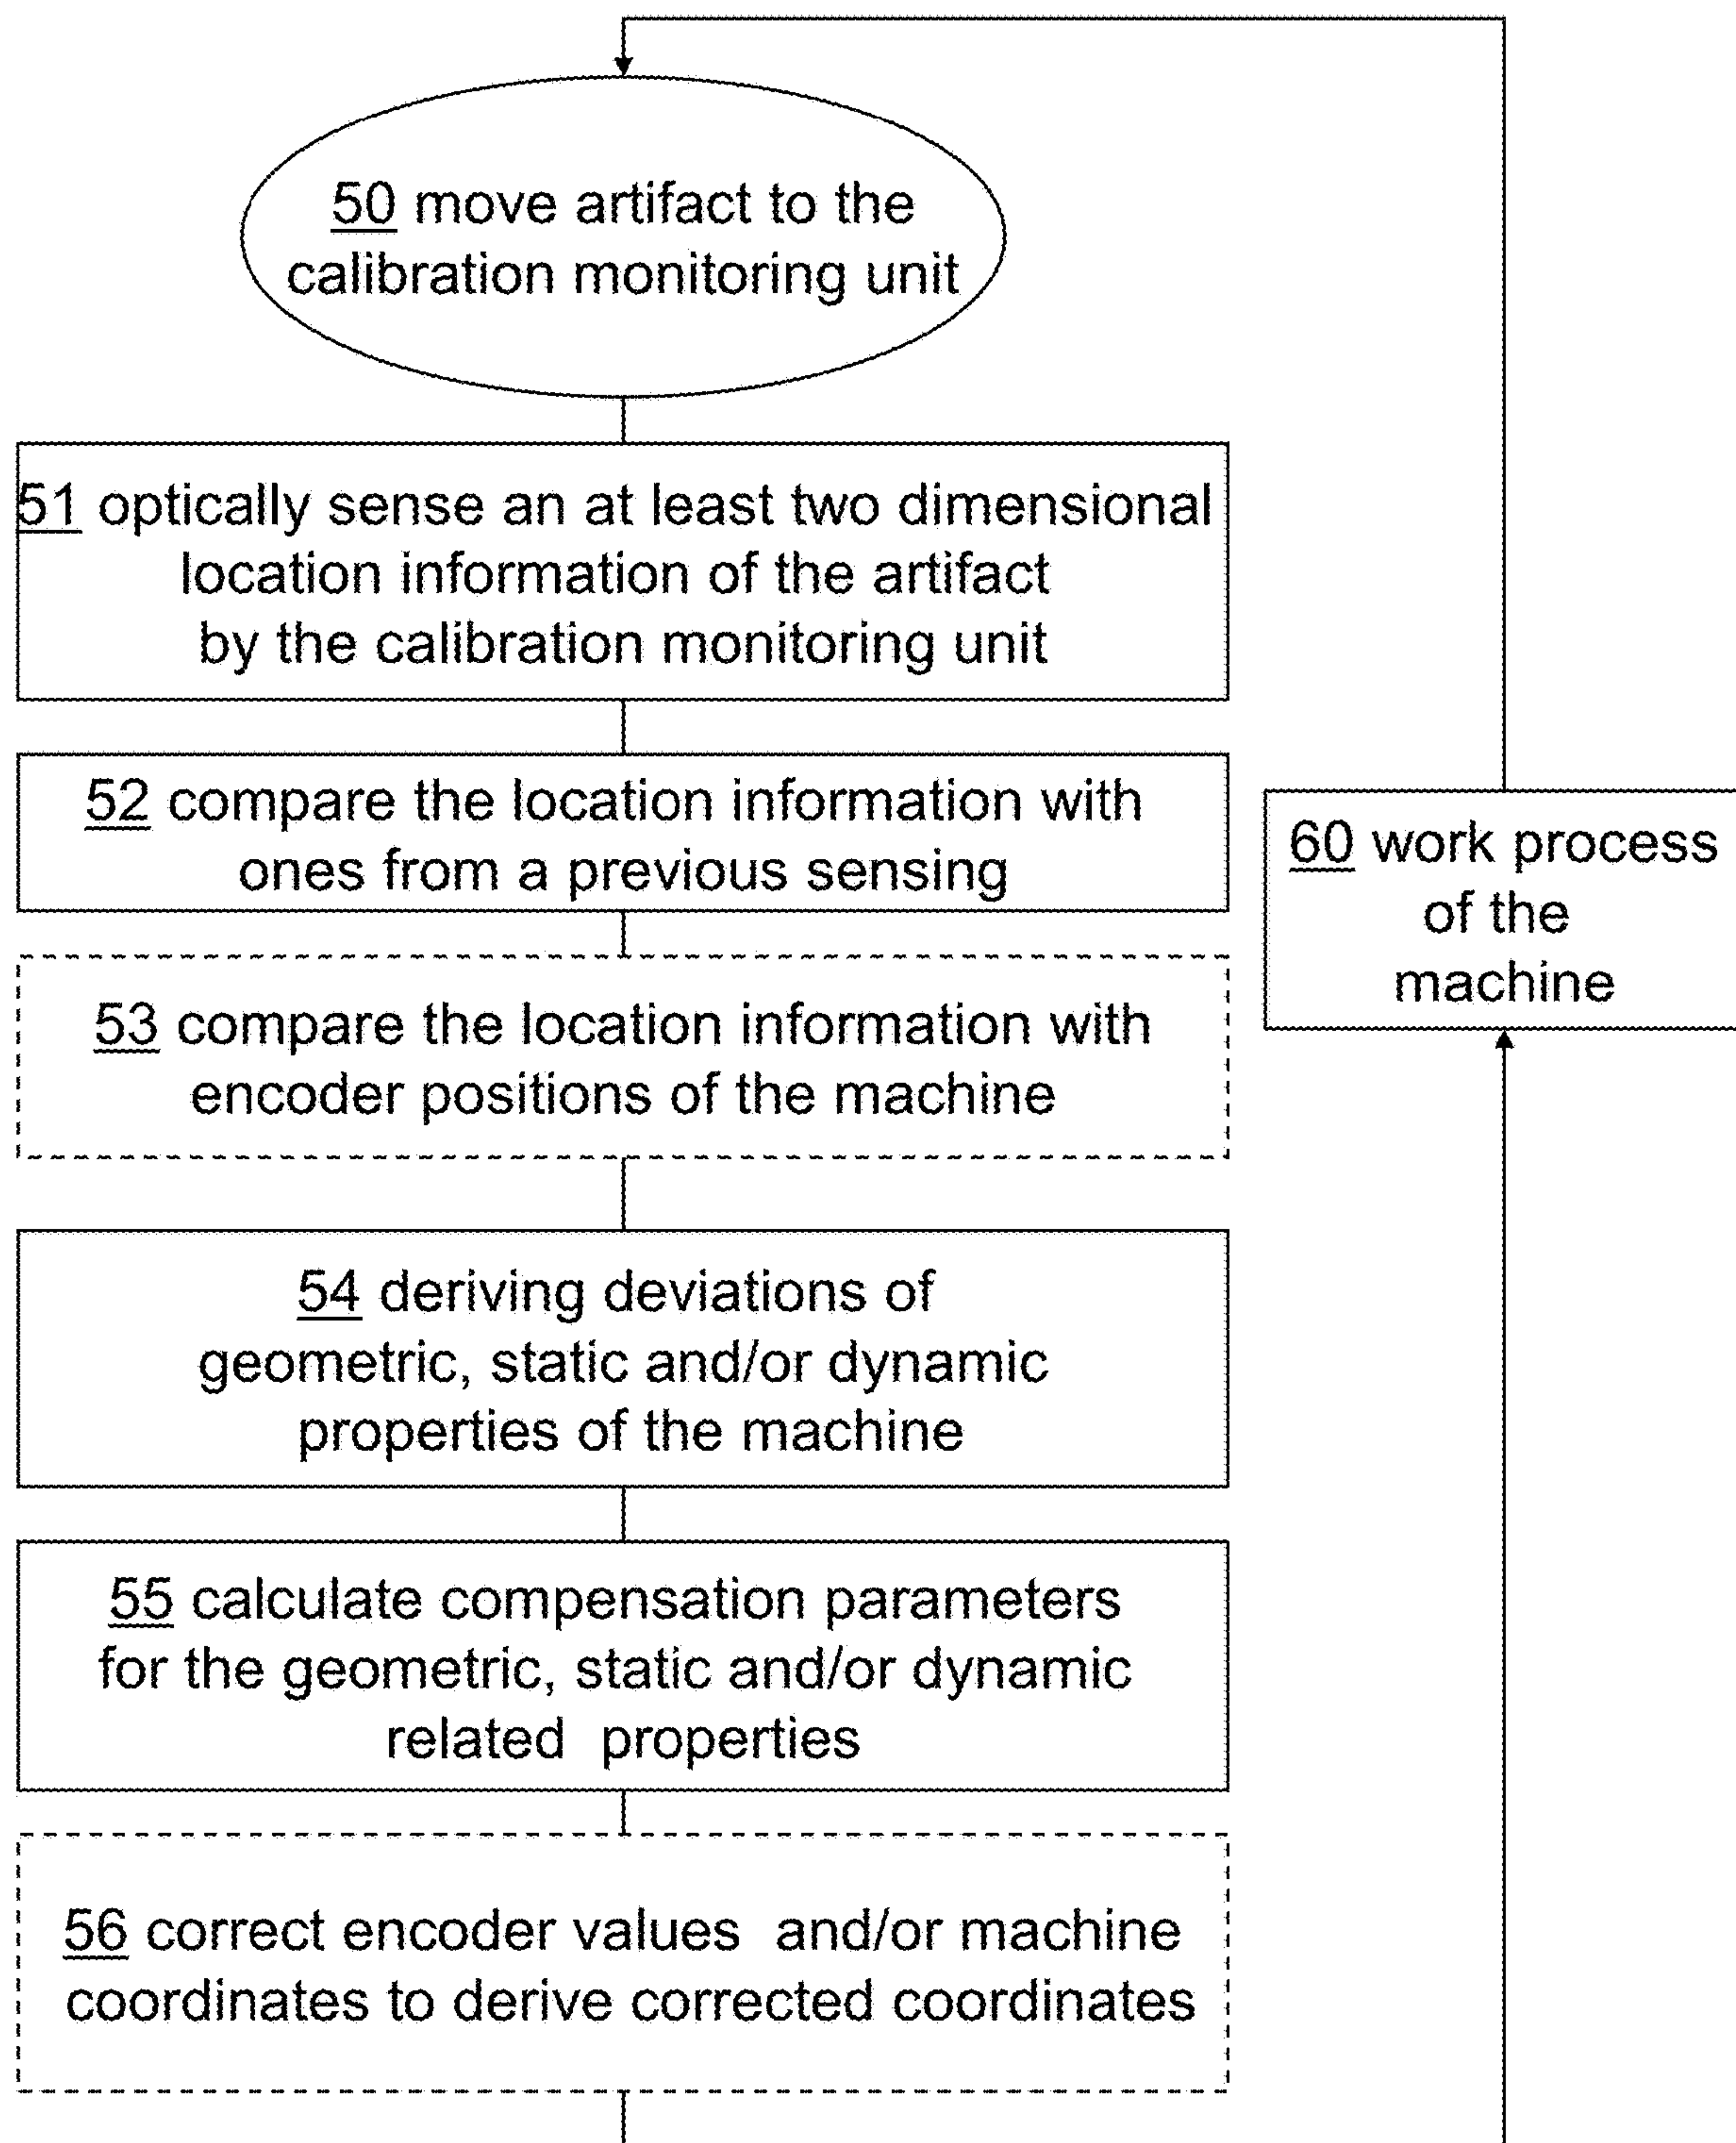 50 move artifact to the
calibration monitoring unit
51 optically sense an at least two dimensional
location information of the artifact
by the calibration monitoring unit
52 compare the location information with
ones from a previous sensing
53 compare the location information with
encoder positions of the machine
54 deriving deviations of
geometric, static and/or dynamic
properties of the machine
55 calculate compensation parameters
for the geometric, static and/or dynamic
related properties
56 correct encoder values and/or machine
coordinates to derive corrected coordinates
60 work process
of the
machine